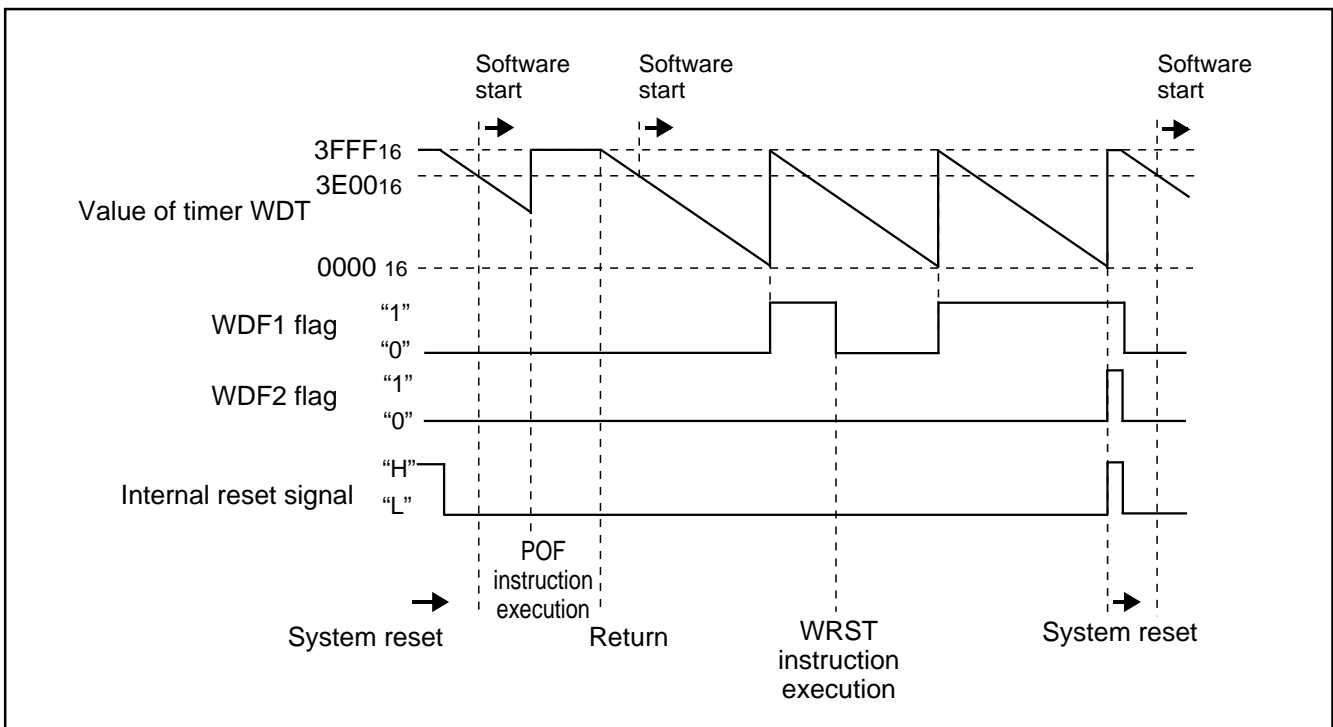 Software
start
Software
start
Software
start
3FFF16
3E0016
Value of timer WDT
0000 16
WDF1 flag
“1”
“0”
WDF2 flag
“1”
“0”
Internal reset signal
“H”
“L”
POF
instruction
execution
System reset
Return
WRST
instruction
execution
System reset